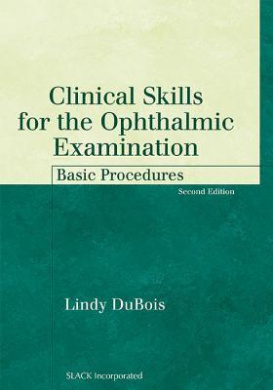 Clinical Skills
for the Ophthalmic
Examination
Basic Procedures
Second Edition
Lindy DuBois
SLACK Incorporated